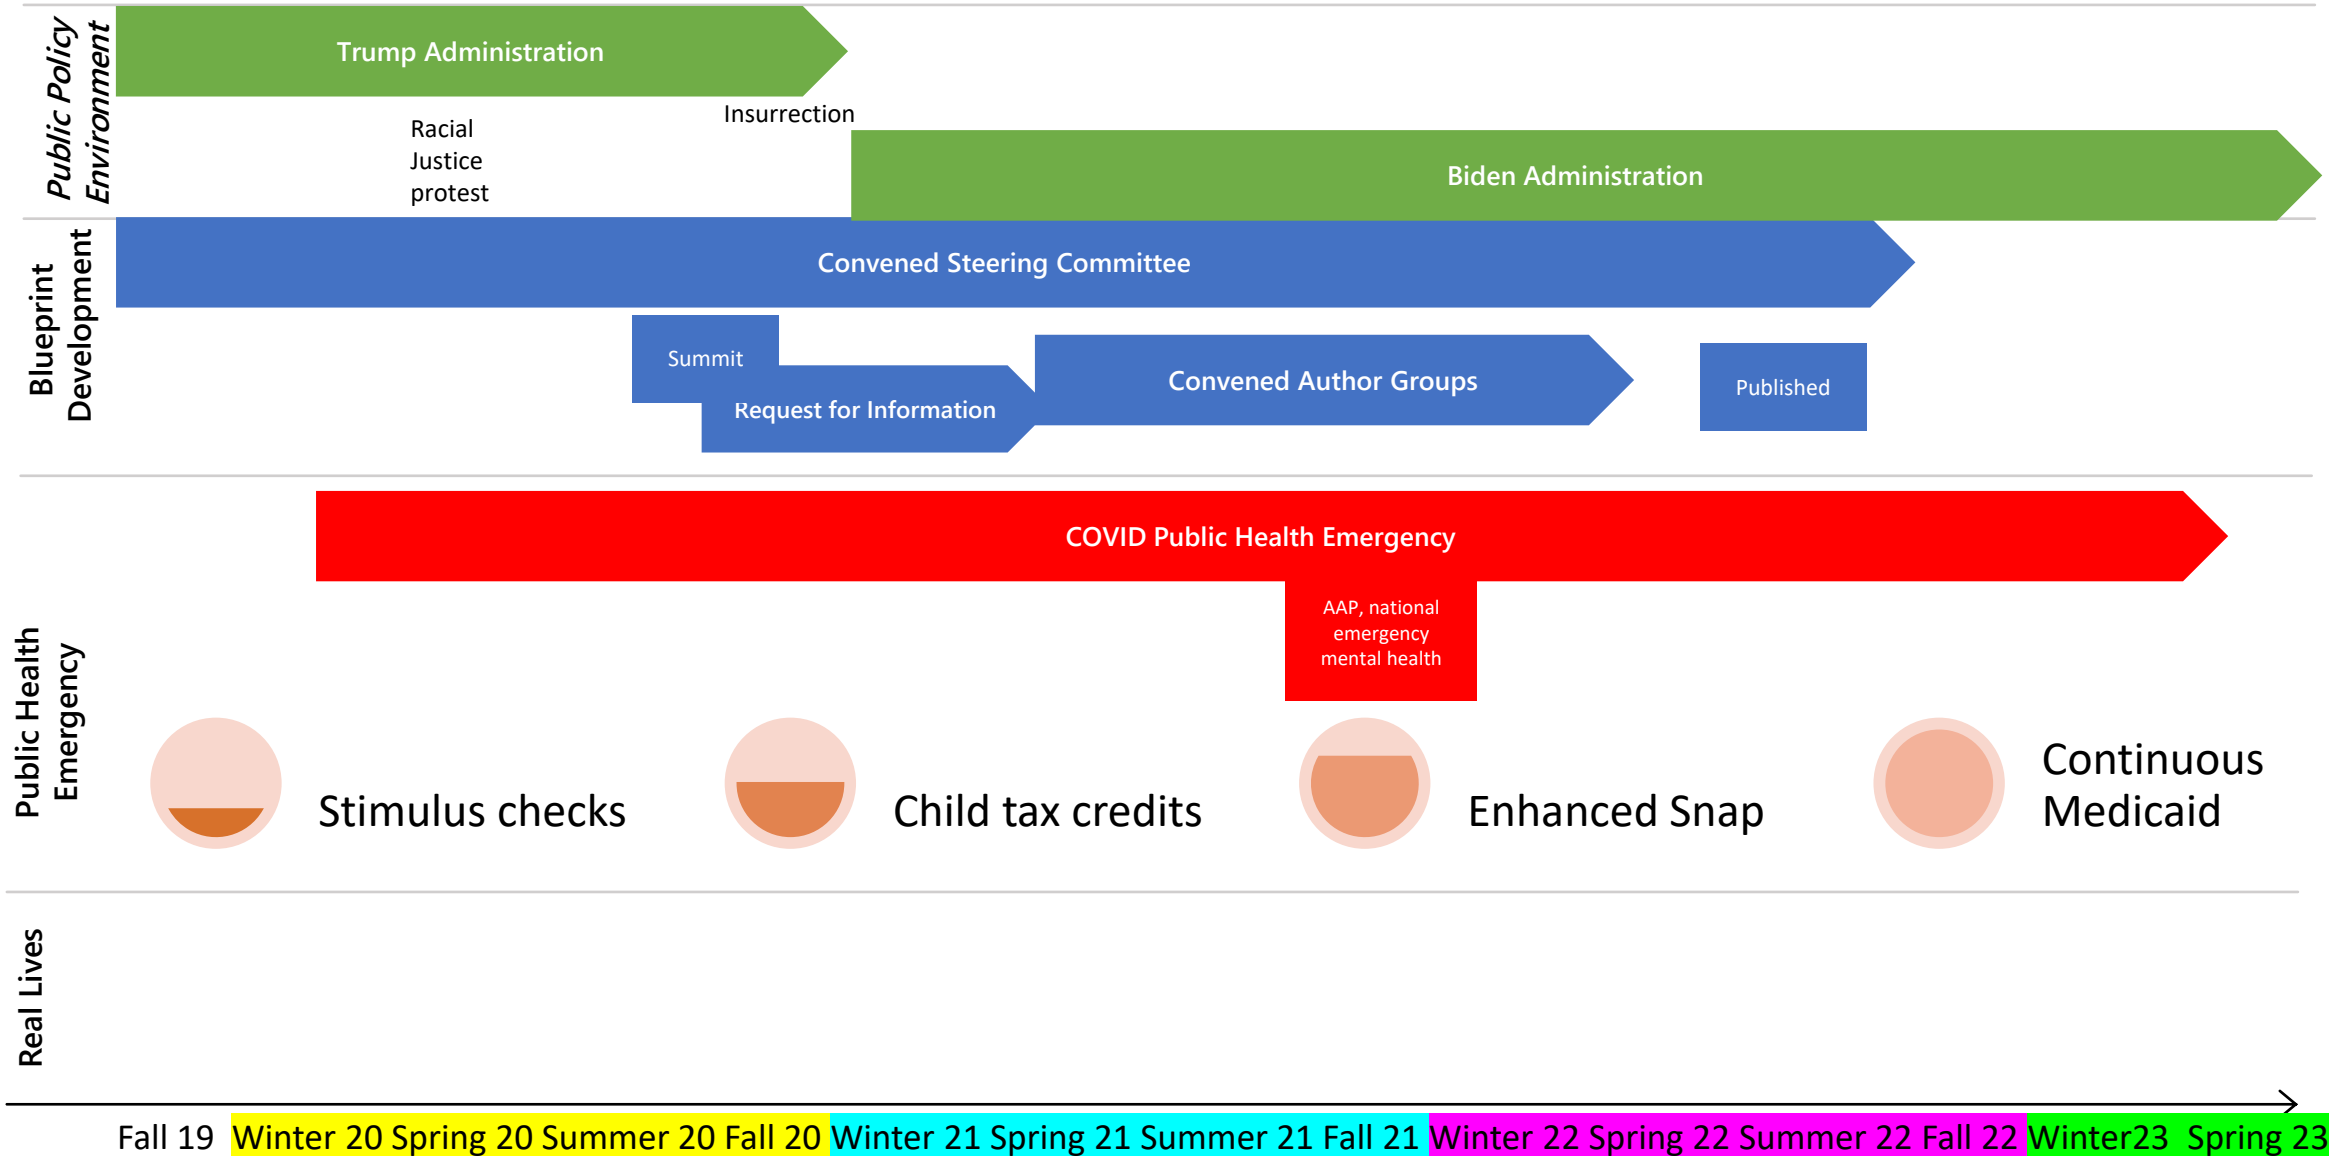 Public Policy
Environment
Trump Administration
Insurrection
Racial
Justice
protest
Biden Administration
Blueprint
Development
Convened Steering Committee
Summit
Request for Information
Convened Author Groups
Published
Public Health
Emergency
COVID Public Health Emergency
AAP, national
emergency
mental health
Stimulus checks
Child tax credits
Enhanced Snap
Continuous
Medicaid
Real Lives
Fall 19 Winter 20 Spring 20 Summer 20 Fall 20 Winter 21 Spring 21 Summer 21 Fall 21 Winter 22 Spring 22 Summer 22 Fall 22 Winter23 Spring 23